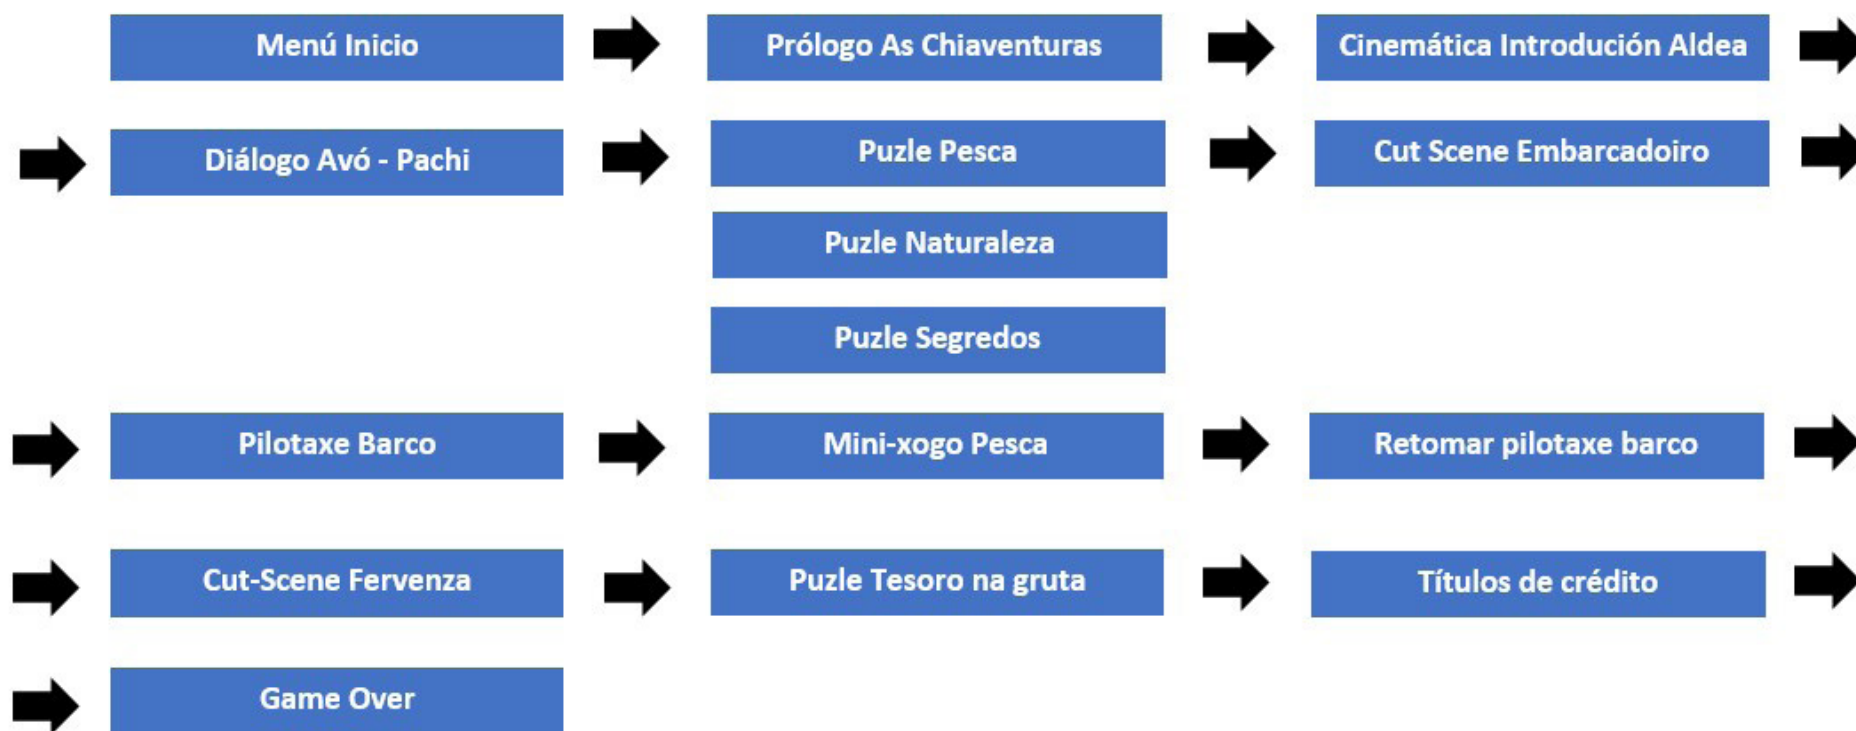 Menú Inicio
Prólogo As Chiaventuras
Cinemática Introdución Aldea
Diálogo Avó - Pachi
Puzle Pesca
Cut Scene Embarcadoiro
Puzle Naturaleza
Puzle Segredos
Pilotaxe Barco
Mini-xogo Pesca
Retomar pilotaxe barco
Cut-Scene Fervenza
Puzle Tesoro na gruta
Títulos de crédito
Game Over